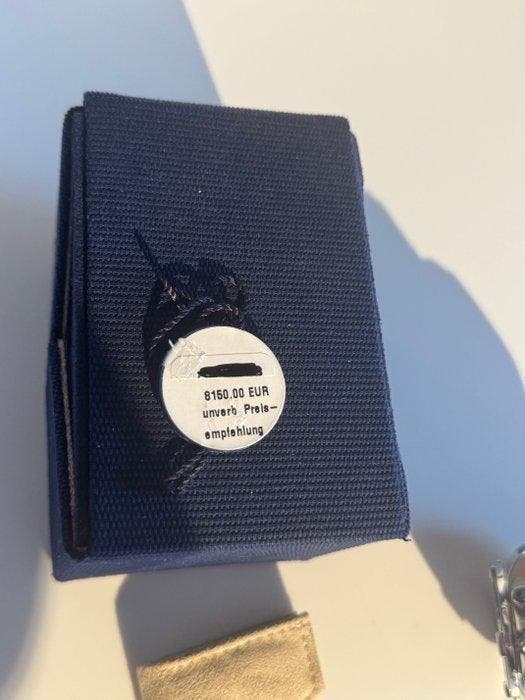 8150.00 EUR
unverb Preis-
empfehlung